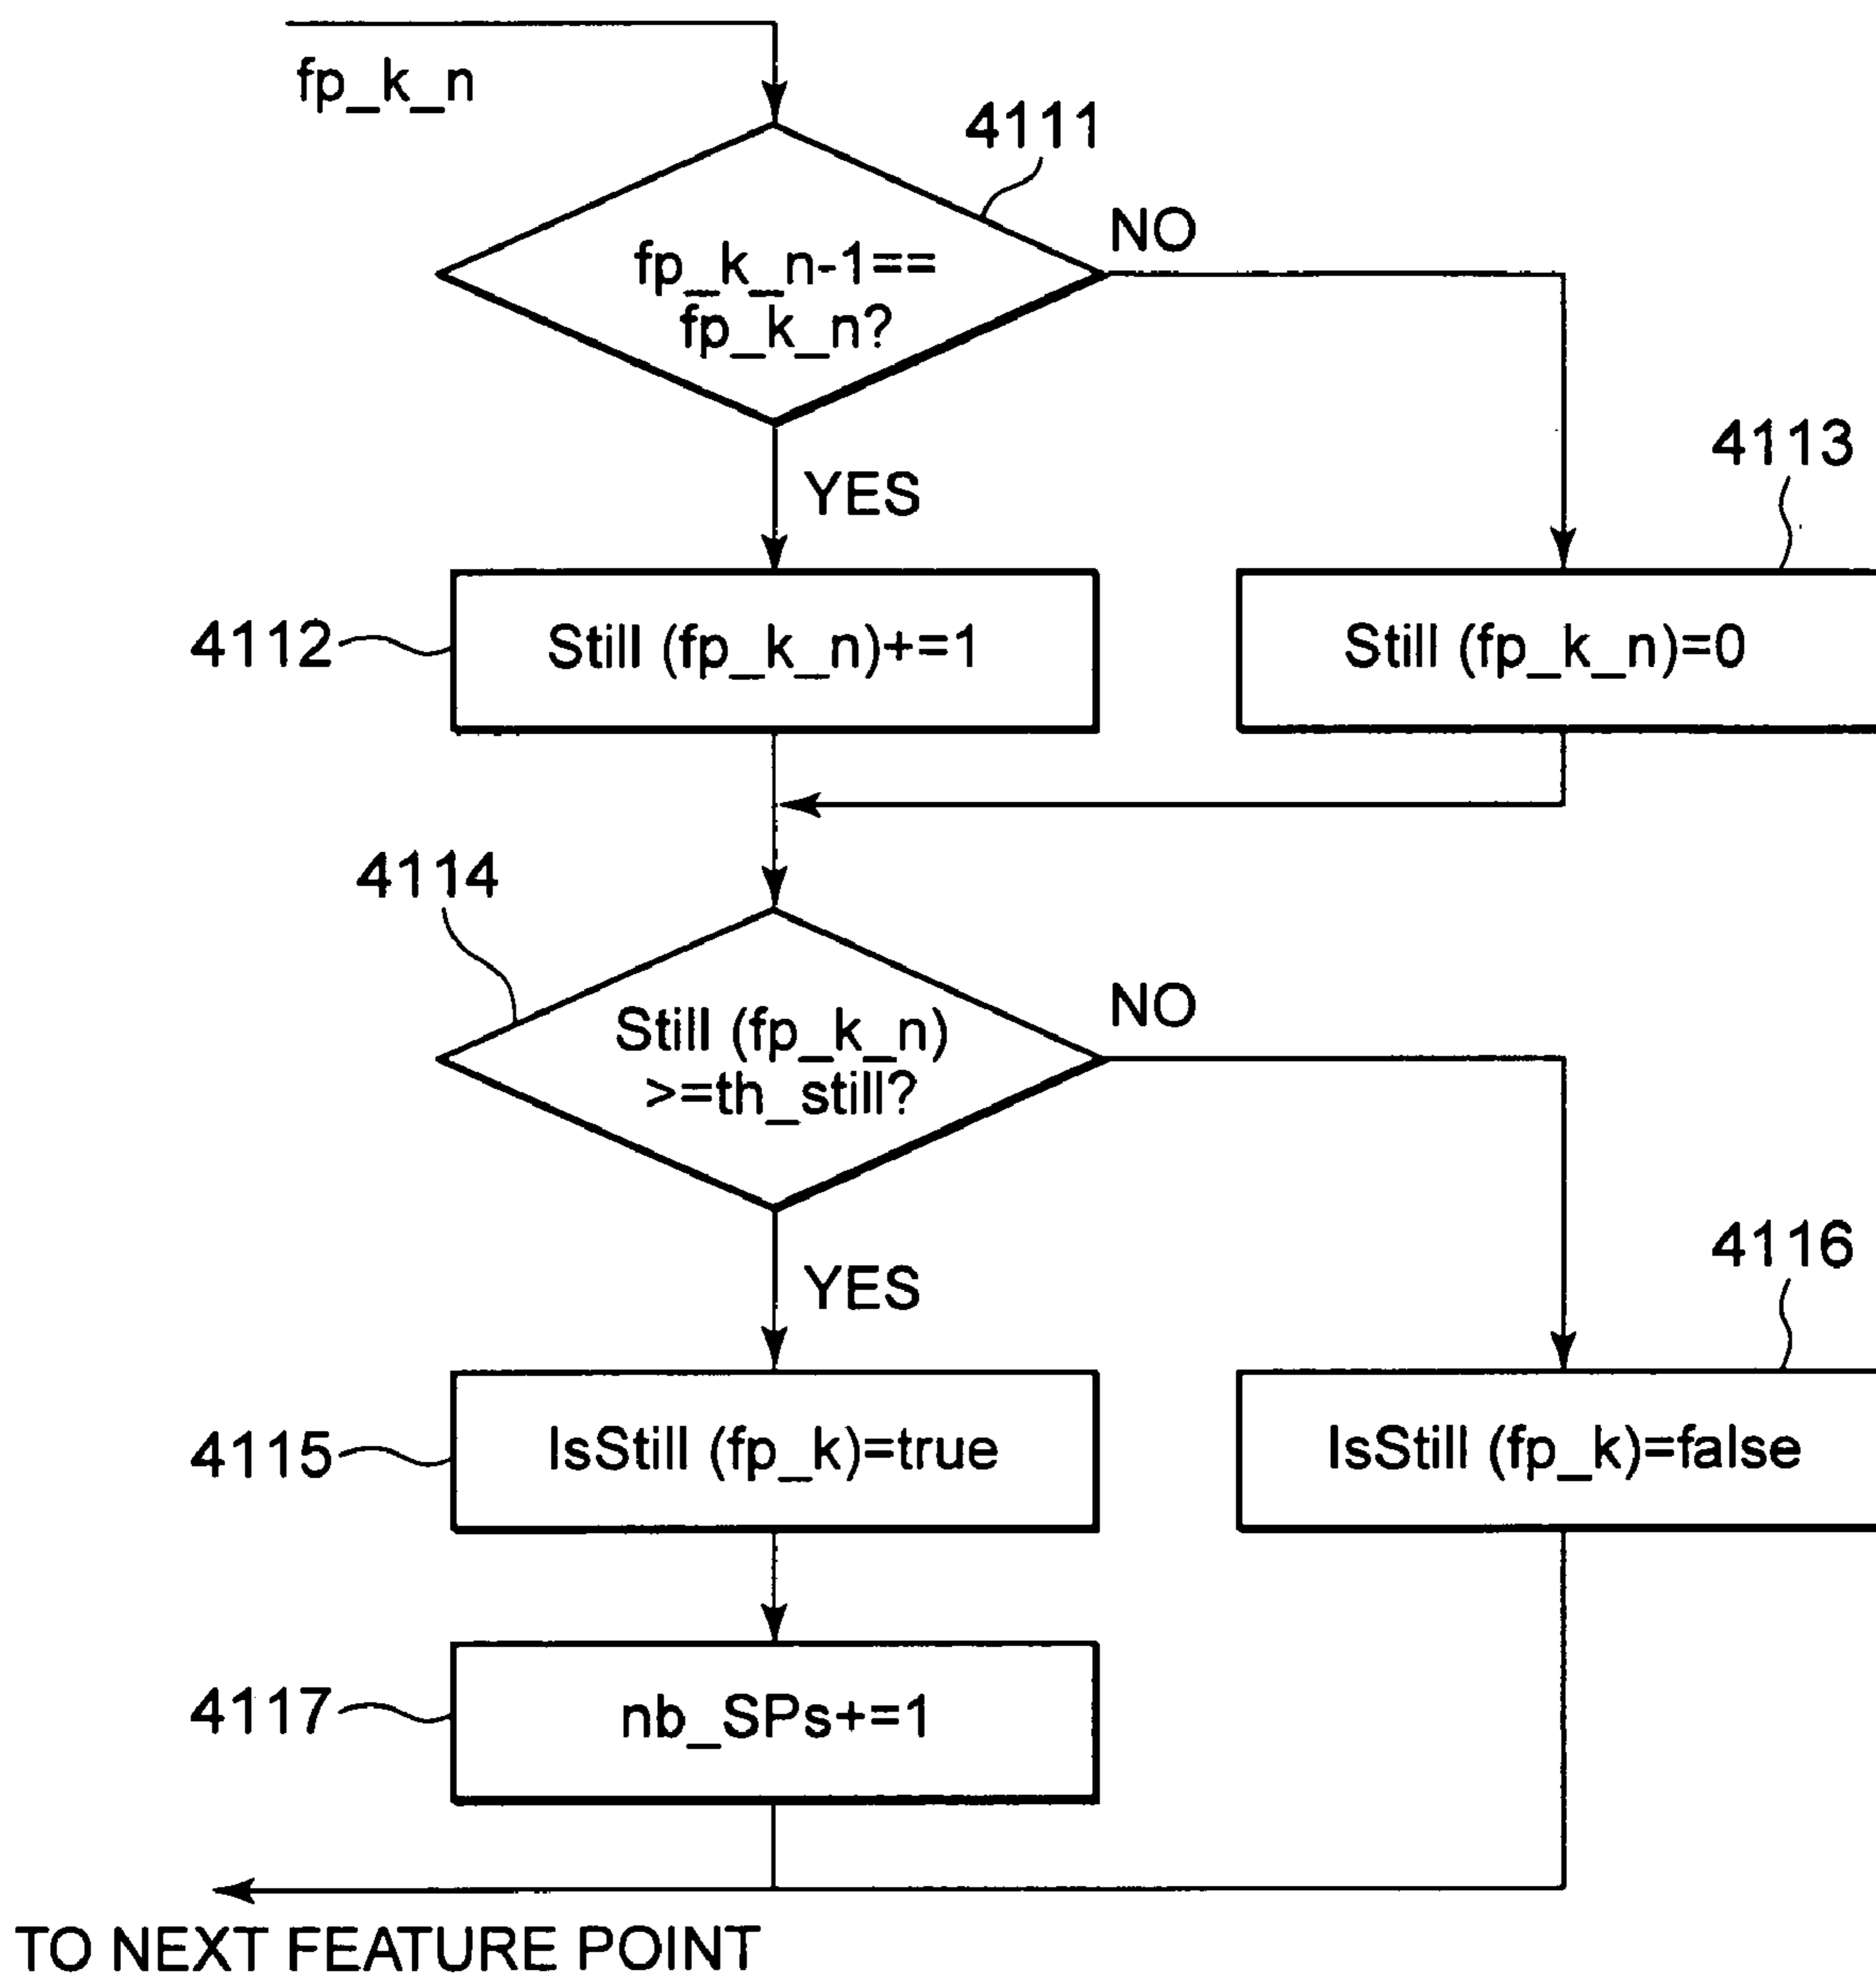 fp_k_n
4111
fp_k_n-1==
fp_k_n?
NO
YES
4113
4112
Still (fp_k_n)+=1
Still (fp_k_n)=0
4114
Still (fp_k_n)
>=th_still?
NO
YES
4116
4115
IsStill (fp_k)=true
IsStill (fp_k)=false
4117
nb_SPs+=1
TO NEXT FEATURE POINT